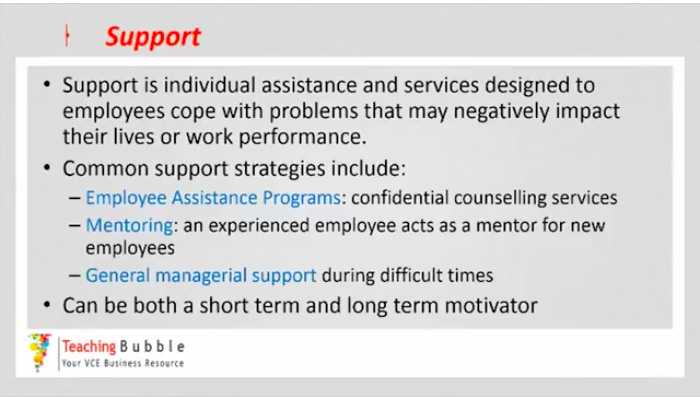 Support
• Support is individual assistance and services designed to
employees cope with problems that may negatively impact
their lives or work performance.
• Common support strategies include:
– Employee Assistance Programs: confidential counselling services
– Mentoring: an experienced employee acts as a mentor for new
employees
– General managerial support during difficult times
• Can be both a short term and long term motivator
Teaching Bubble
Your VCE Business Resource